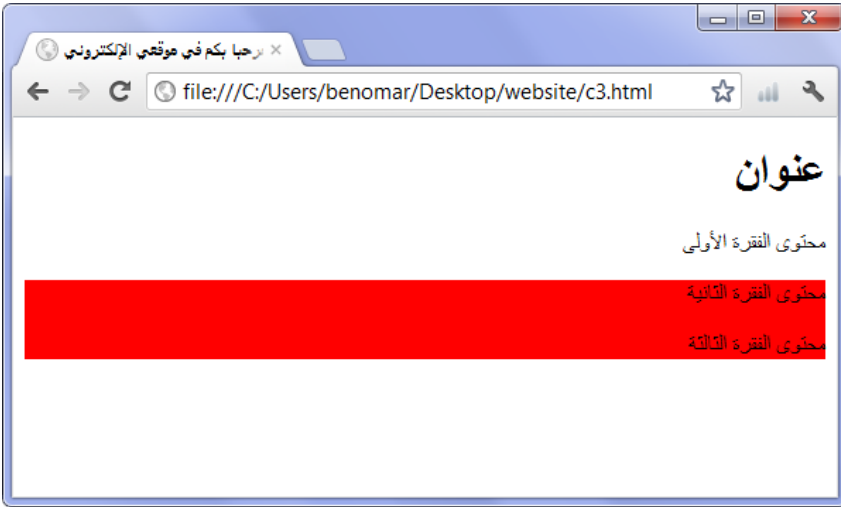 مرحبا بكم في موقعي الإلكتروني
file:///C:/Users/benomar/Desktop/website/c3.html
عنوان
محتوى الفقرة الأولى
محتوى الفقرة الثانية
محتوى الفقرة الثالثة